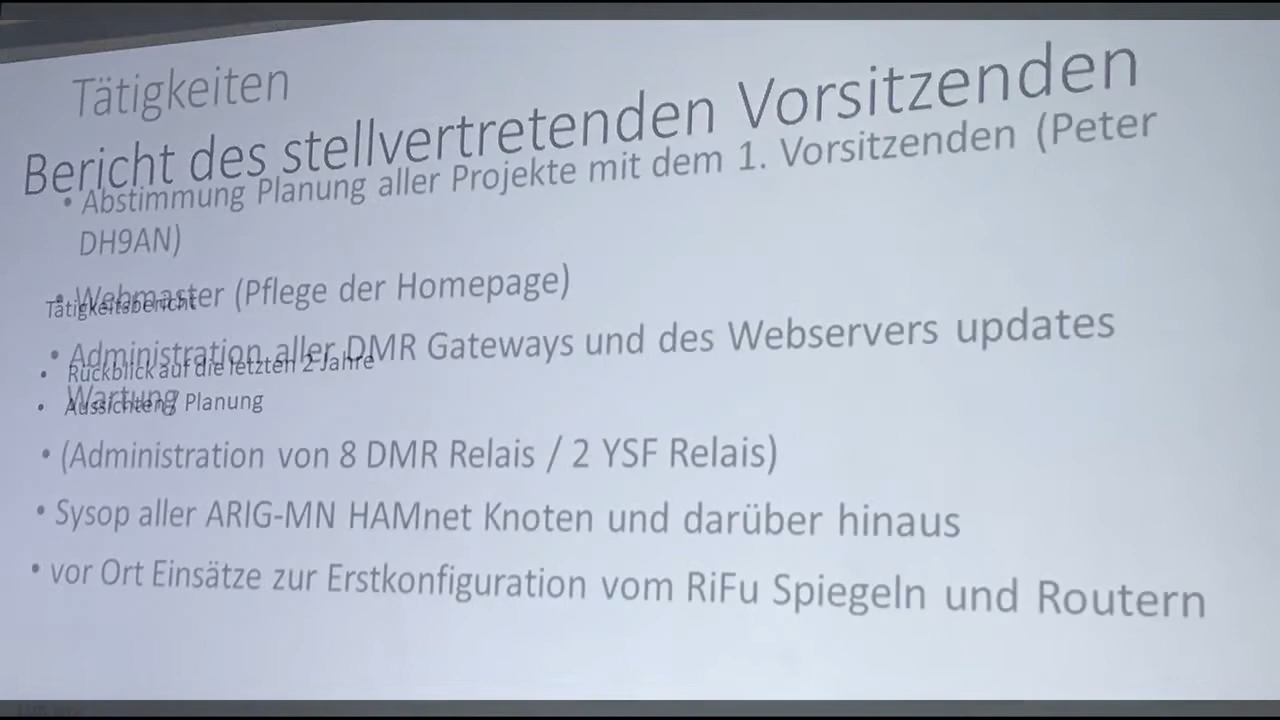 Tätigkeiten
Bericht des stellvertretenden Vorsitzenden
• Abstimmung Planung aller Projekte mit dem 1. Vorsitzenden (Peter
DH9AN)
• Webmaster (Pflege der Homepage)
Tätigkeitsbericht
• Administration aller DMR Gateways und des Webservers updates
• Rückblick auf die letzten 2 Jahre
Wartung
• Aussichten / Planung
• (Administration von 8 DMR Relais / 2 YSF Relais)
• Sysop aller ARIG-MN HAMnet Knoten und darüber hinaus
• vor Ort Einsätze zur Erstkonfiguration vom RiFu Spiegeln und Routern